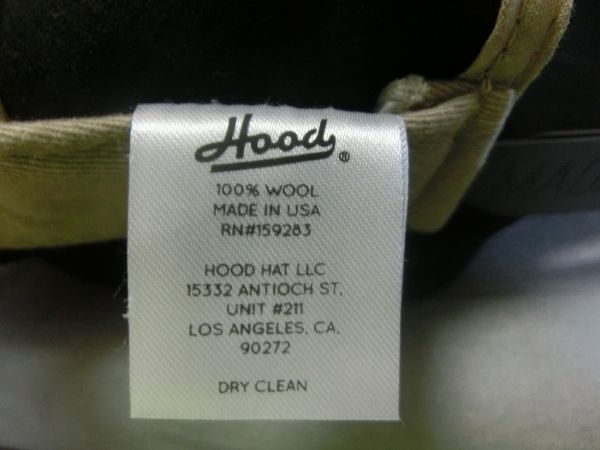 Hood®
100% WOOL
MADE IN USA
RN#159283
HOOD HAT LLC
15332 ANTIOCH ST.
UNIT #211
LOS ANGELES, CA.
90272
DRY CLEAN